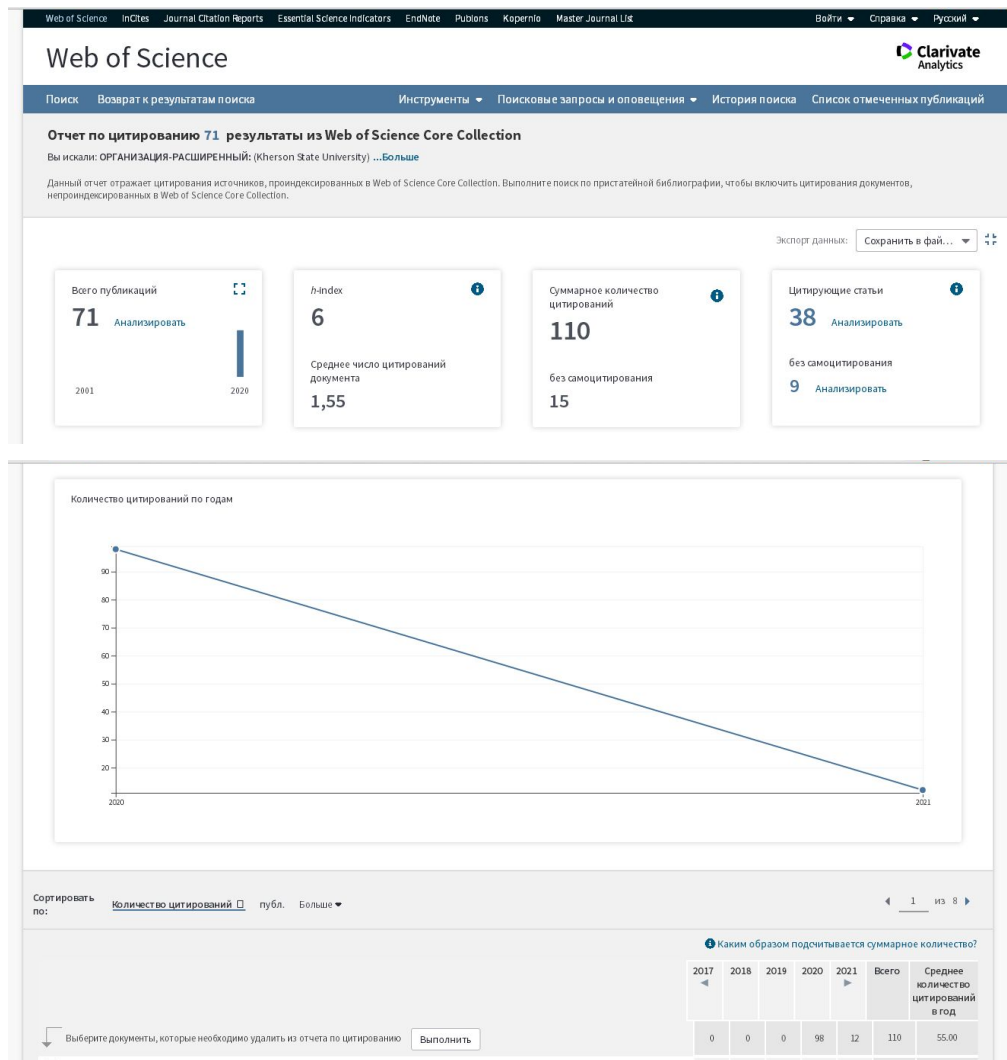 Web of Science InCites Journal Citation Reports Essential Science Indicators EndNote Publons Kopernio Master Journal List Войти Справка Русский
Web of Science
Clarivate
Analytics
Поиск Возврат к результатам поиска Инструменты Поисковые запросы и оповещения История поиска Список отмеченных публикаций
Отчет по цитированию 71 результаты из Web of Science Core Collection
Вы искали: ОРГАНИЗАЦИЯ-РАСШИРЕННЫЙ: (Kherson State University) ...Больше
Данный отчет отражает цитирования источников, проиндексированных в Web of Science Core Collection. Выполните поиск по пристатейной библиографии, чтобы включить цитирования документов,
непроиндексированных в Web of Science Core Collection.
Экспорт данных: Сохранить в фай...
Всего публикаций
71 Анализировать
2001 2020
h-index
6
Среднее число цитирований
документа
1,55
Суммарное количество
цитирований
110
без самоцитирования
15
Цитирующие статьи
38 Анализировать
без самоцитирования
9 Анализировать
Количество цитирований по годам
90
80
70
60
50
40
30
20
2020 2021
Сортировать
по:
Количество цитирований публ. Больше
1 из 8
Каким образом подсчитывается суммарное количество?
2017 2018 2019 2020 2021 Всего Среднее
количество
цитирований
в год
Выберите документы, которые необходимо удалить из отчета по цитированию Выполнить 0 0 0 98 12 110 55.00